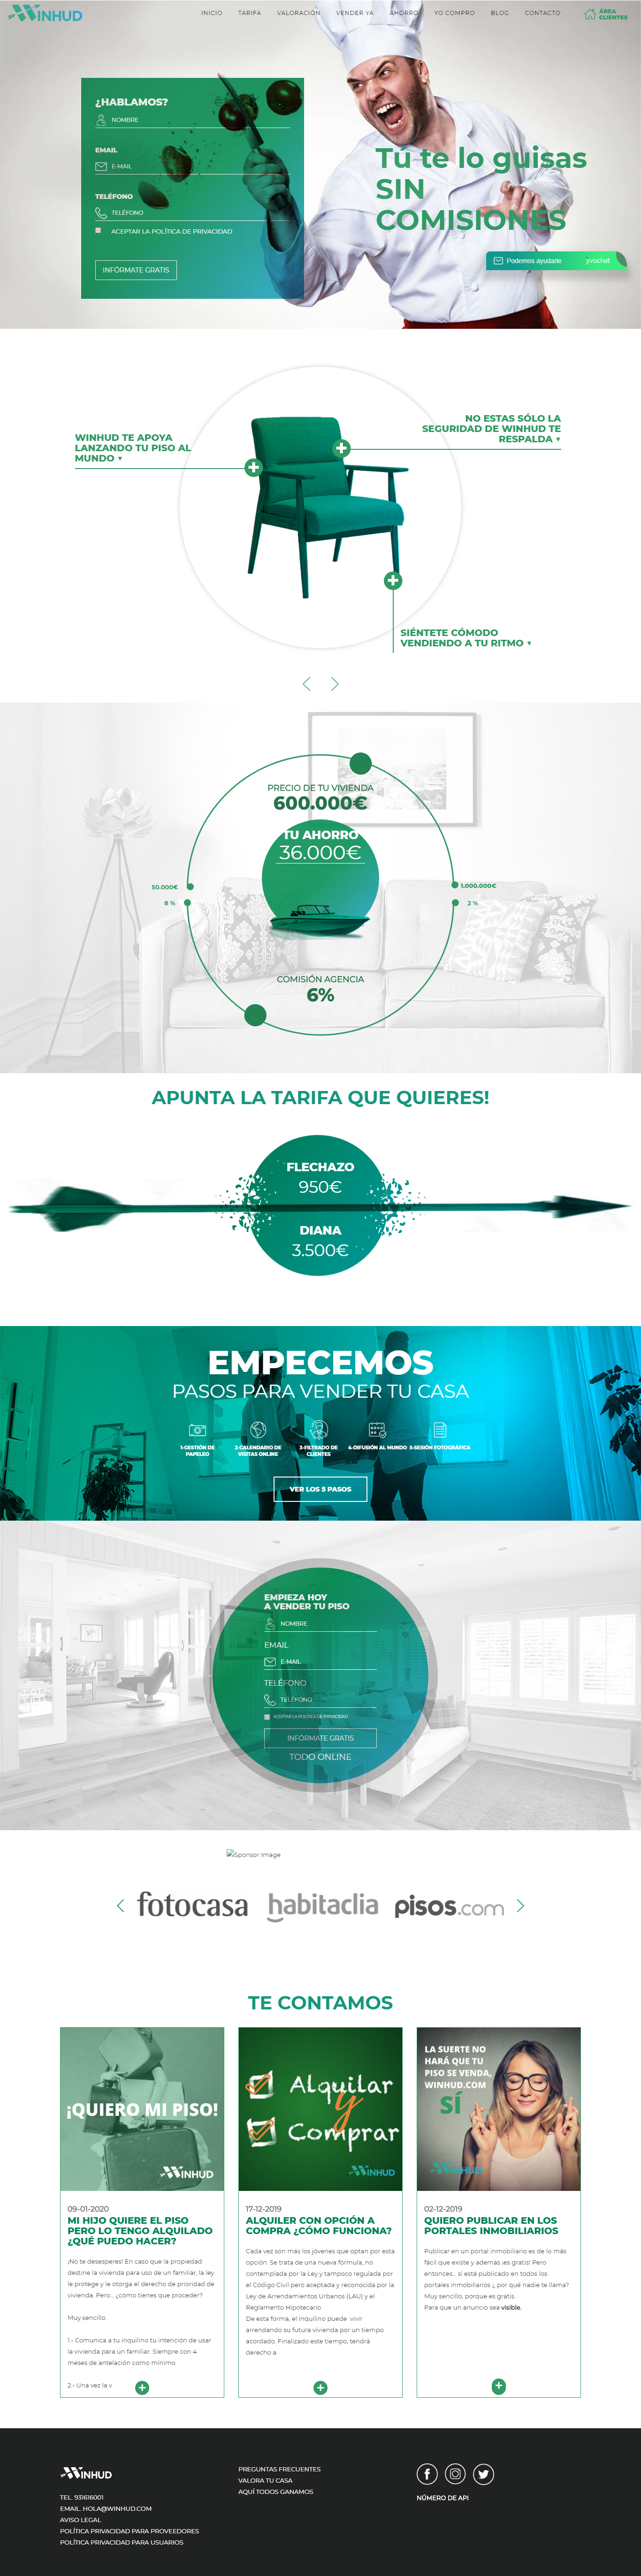 WINHUD
INICIO
TARIFA
VALORACIÓN
VENDER YA
AHORRO
YO COMPRO
BLOG
CONTACTO
ÁREA
CLIENTES
¿HABLAMOS?
NOMBRE
EMAIL
E-MAIL
TELÉFONO
TELÉFONO
ACEPTAR LA POLÍTICA DE PRIVACIDAD
INFÓRMATE GRATIS
Tú te lo guisas
SIN
COMISIONES
Podemos ayudarle
WINHUD TE APOYA
LANZANDO TU PISO AL
MUNDO ▼
NO ESTAS SÓLO LA
SEGURIDAD DE WINHUD TE
RESPALDA ▼
SIÉNTETE CÓMODO
VENDIENDO A TU RITMO ▼
PRECIO DE TU VIVIENDA
600.000€
TU AHORRO
36.000€
50.000€
1.000.000€
8 %
2 %
COMISIÓN AGENCIA
6%
APUNTA LA TARIFA QUE QUIERES!
FLECHAZO
950€
DIANA
3.500€
EMPECEMOS
PASOS PARA VENDER TU CASA
1-GESTIÓN DE
PAPELEO
2-CALENDARIO DE
VISITAS ONLINE
3-FILTRADO DE
CLIENTES
4-DIFUSIÓN AL MUNDO
5-SESIÓN FOTOGRÁFICA
VER LOS 5 PASOS
EMPIEZA HOY
A VENDER TU PISO
NOMBRE
EMAIL
E-MAIL
TELÉFONO
TELÉFONO
ACEPTAR LA POLÍTICA DE PRIVACIDAD
INFÓRMATE GRATIS
TODO ONLINE
Sponsor Image
fotocasa
habitaclia
pisos.com
TE CONTAMOS
¡QUIERO MI PISO!
WINHUD
09-01-2020
MI HIJO QUIERE EL PISO
PERO LO TENGO ALQUILADO
¿QUÉ PUEDO HACER?
¡No te desesperes! En caso que la propiedad
destine la vivienda para uso de un familiar, la ley
le protege y le otorga el derecho de prioridad de
vivienda. Pero... ¿cómo tienes que proceder?
Muy sencillo.
1.- Comunica a tu inquilino tu intención de usar
la vivienda para un familiar. Siempre con 4
meses de antelación como mínimo.
2.- Una vez la v
Alquilar
y
Comprar
WINHUD
17-12-2019
ALQUILER CON OPCIÓN A
COMPRA ¿CÓMO FUNCIONA?
Cada vez son más los jóvenes que optan por esta
opción. Se trata de una nueva fórmula, no
contemplada por la Ley y tampoco regulada por
el Código Civil pero aceptada y reconocida por la
Ley de Arrendamientos Urbanos (LAU) y el
Reglamento Hipotecario.
De esta forma, el inquilino puede vivir
arrendando su futura vivienda por un tiempo
acordado. Finalizado este tiempo, tendrá
derecho a
LA SUERTE NO
HARÁ QUE TU
PISO SE VENDA,
WINHUD.COM
SÍ
WINHUD
02-12-2019
QUIERO PUBLICAR EN LOS
PORTALES INMOBILIARIOS
Publicar en un portal inmobiliario es de lo más
fácil que existe y además ¡es gratis! Pero
entonces... si está publicado en todos los
portales inmobiliarios ¿ por qué nadie te llama?
Muy sencillo, porque es gratis.
Para que un anuncio sea visible,
WINHUD
TEL. 931616001
EMAIL. HOLA@WINHUD.COM
AVISO LEGAL
POLÍTICA PRIVACIDAD PARA PROVEEDORES
POLÍTICA PRIVACIDAD PARA USUARIOS
PREGUNTAS FRECUENTES
VALORA TU CASA
AQUÍ TODOS GANAMOS
NÚMERO DE API